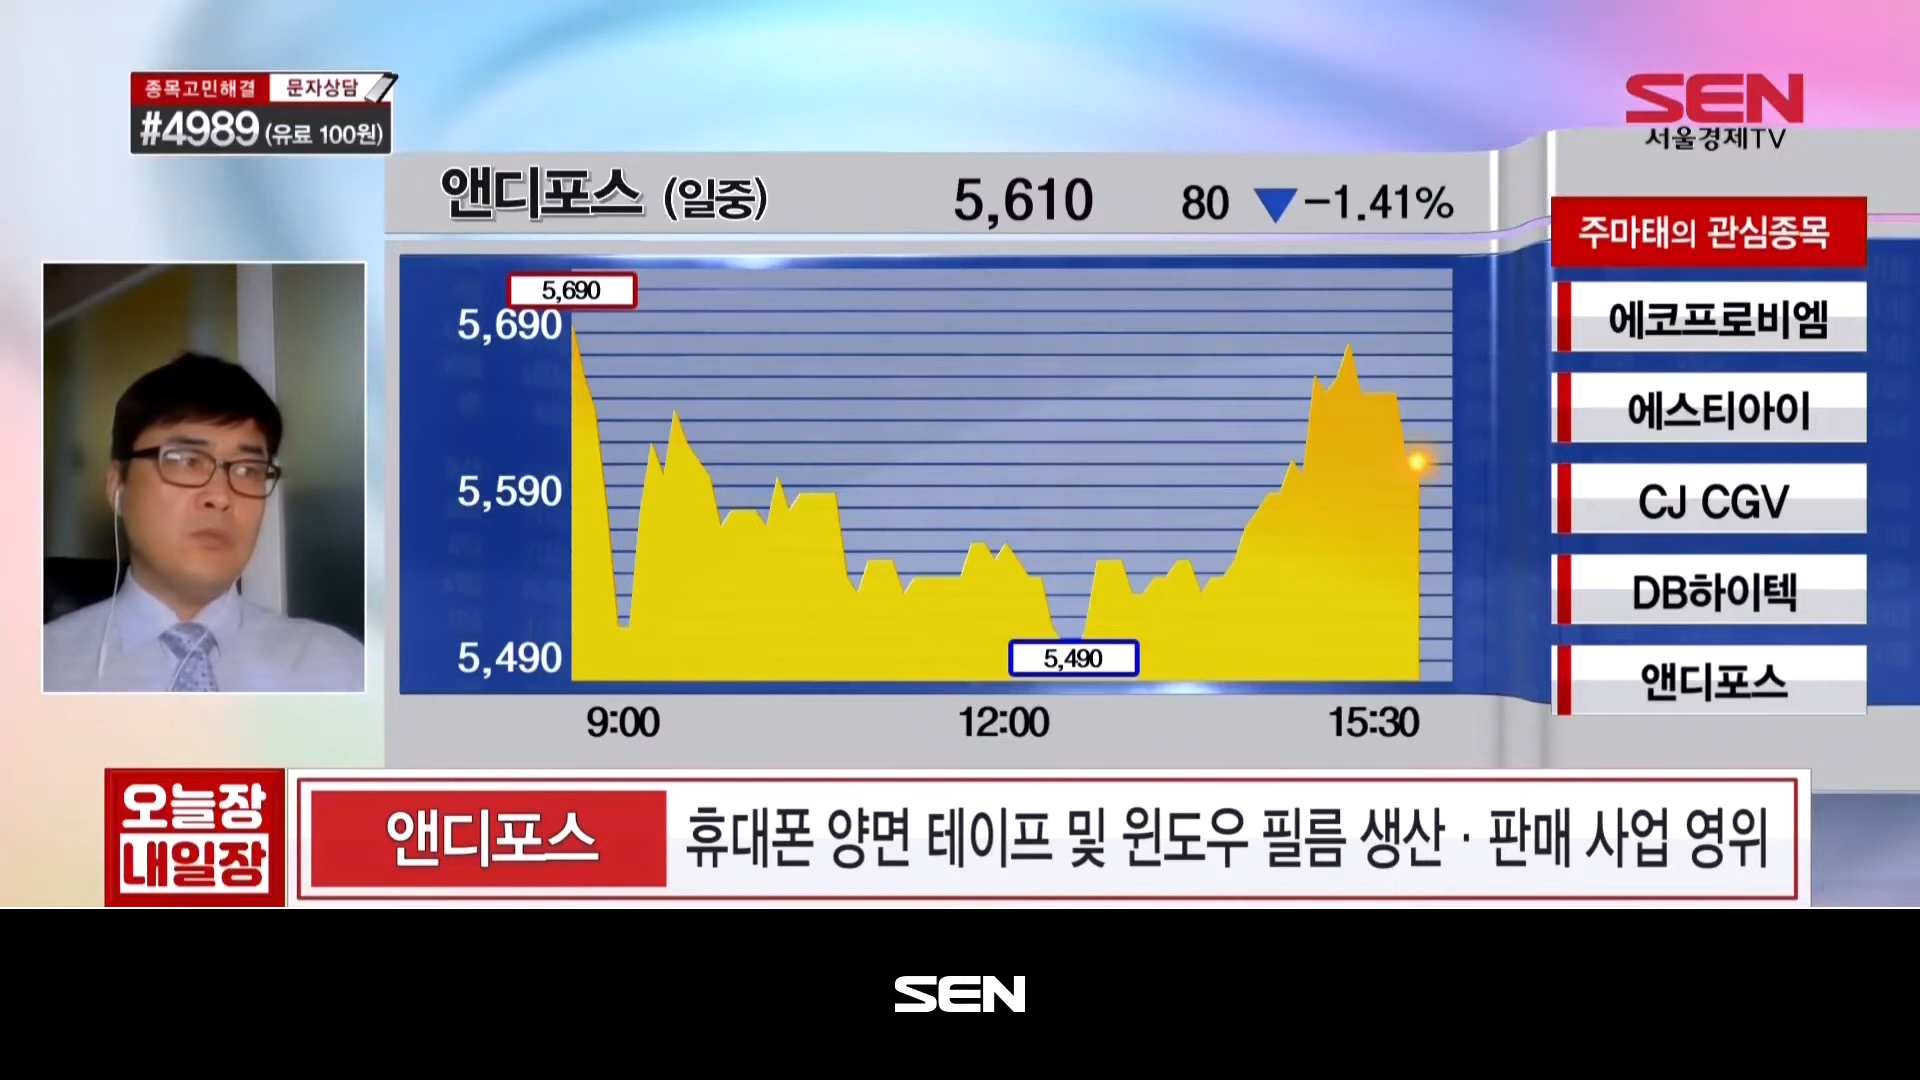 종목고민해결 문자상담
#4989 (유료 100원)
SEN
서울경제TV
앤디포스 (일중) 5,610 80 ▼ -1.41%
주마태의 관심종목
에코프로비엠
에스티아이
CJ CGV
DB하이텍
앤디포스
5,690
5,690
5,590
5,490
5,490
9:00 12:00 15:30
오늘장
내일장
앤디포스 휴대폰 양면 테이프 및 윈도우 필름 생산 · 판매 사업 영위
SEN